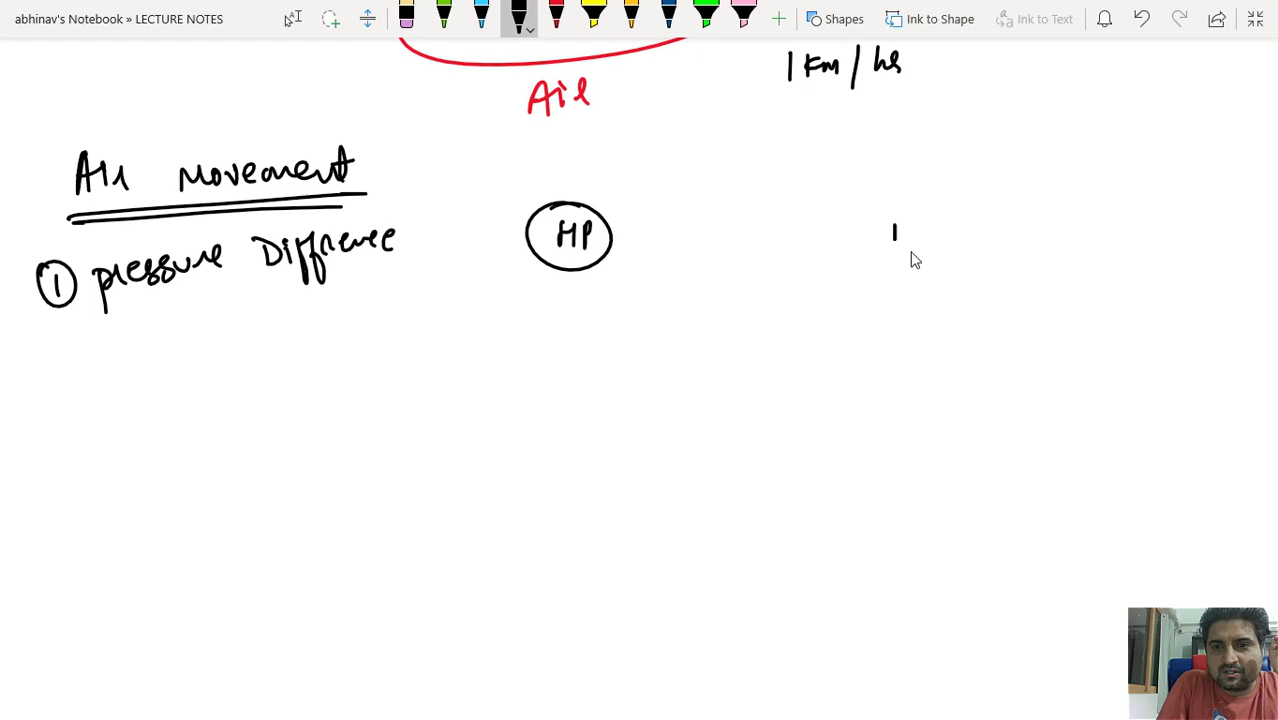 abhinav's Notebook » LECTURE NOTES
Shapes
Ink to Shape
Ink to Text
1 Km / hr
Air
Air Movement
① pressure Difference
HP